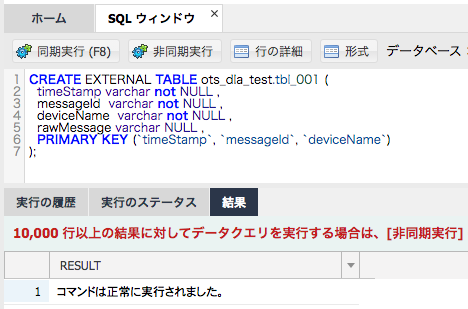 ホーム
SQL ウィンドウ ×
同期実行 (F8) 非同期実行 行の詳細 形式 データベース
1 CREATE EXTERNAL TABLE ots_dla_test.tbl_001 (
2 timeStamp varchar not NULL ,
3 messageId varchar not NULL ,
4 deviceName varchar not NULL ,
5 rawMessage varchar NULL ,
6 PRIMARY KEY (`timeStamp`, `messageId`, `deviceName`)
7 );
実行の履歴 実行のステータス 結果
10,000 行以上の結果に対してデータクエリを実行する場合は、[非同期実行]
RESULT
1 コマンドは正常に実行されました。